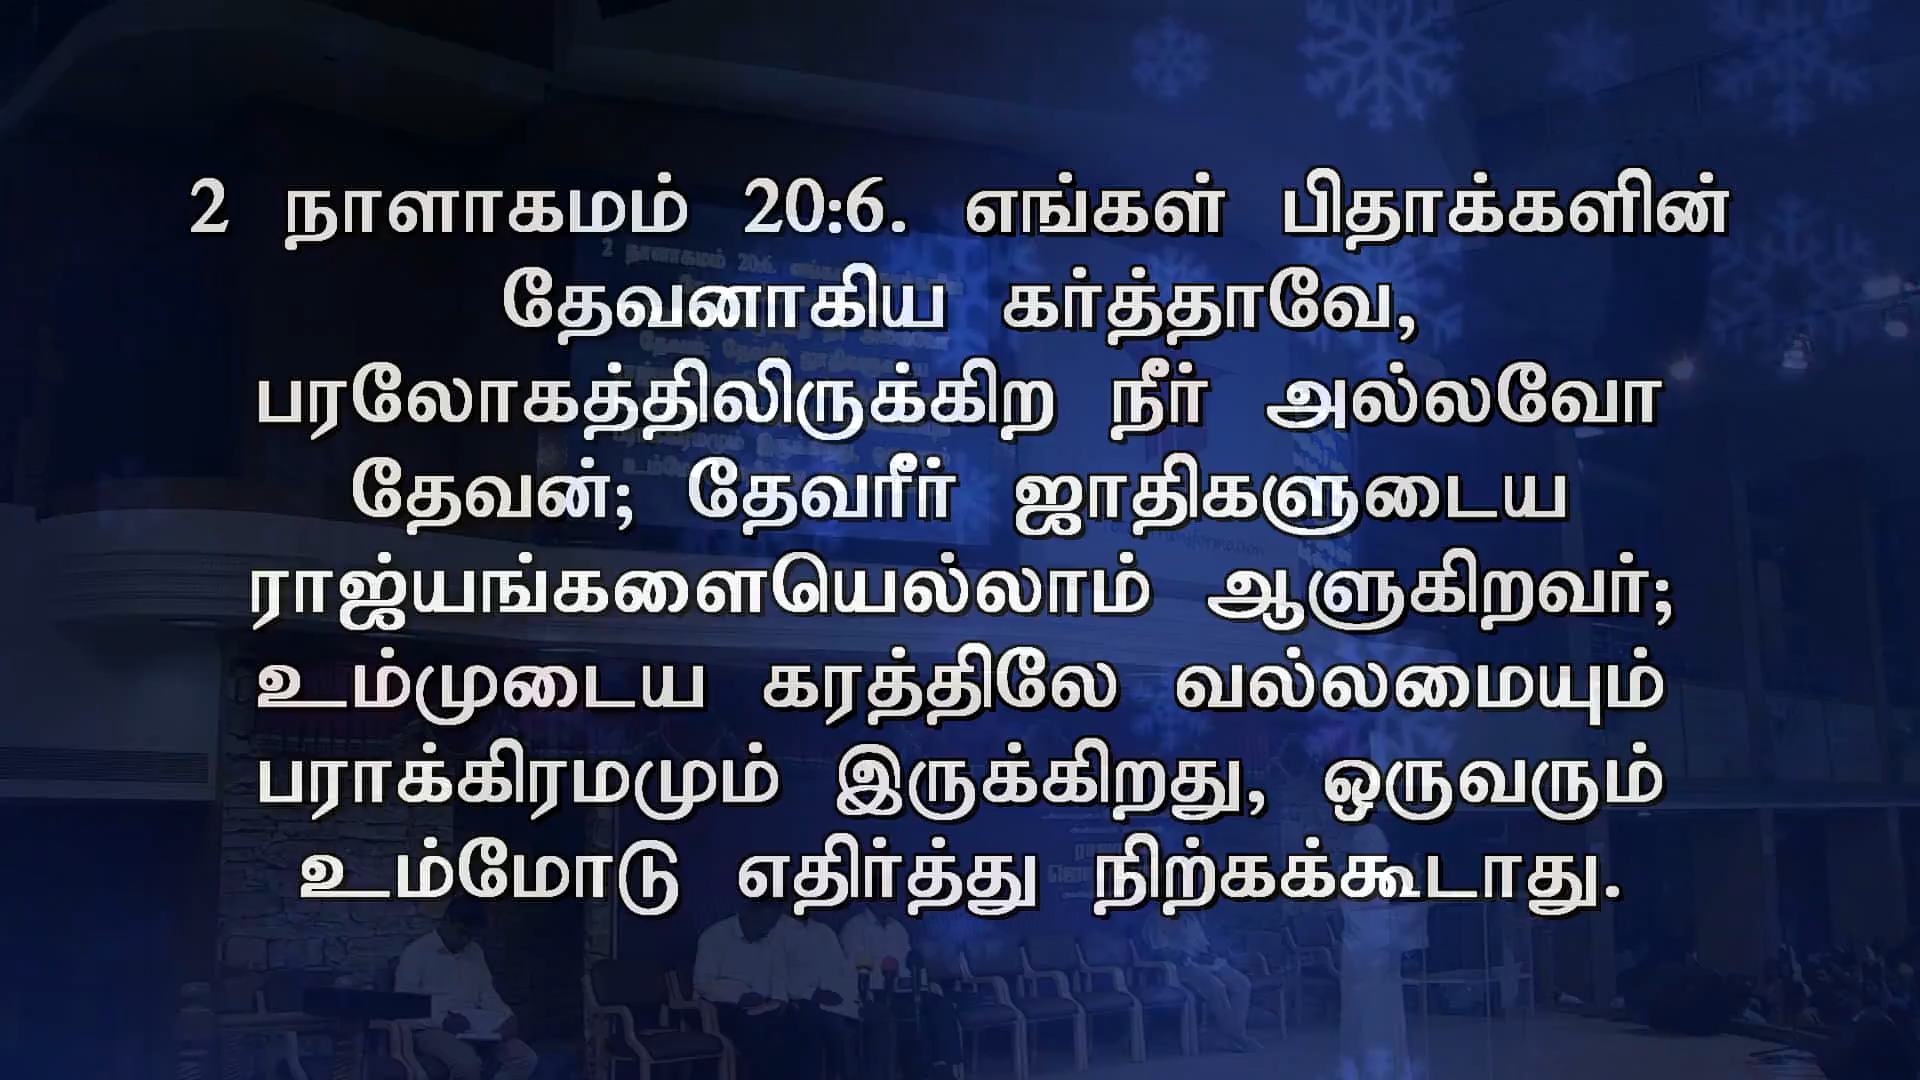 2 நாளாகமம் 20:6. எங்கள் பிதாக்களின்
தேவனாகிய கர்த்தாவே,
பரலோகத்திலிருக்கிற நீர் அல்லவோ
தேவன்; தேவரீர் ஜாதிகளுடைய
ராஜ்யங்களையெல்லாம் ஆளுகிறவர்;
உம்முடைய கரத்திலே வல்லமையும்
பராக்கிரமமும் இருக்கிறது, ஒருவரும்
உம்மோடு எதிர்த்து நிற்கக்கூடாது.